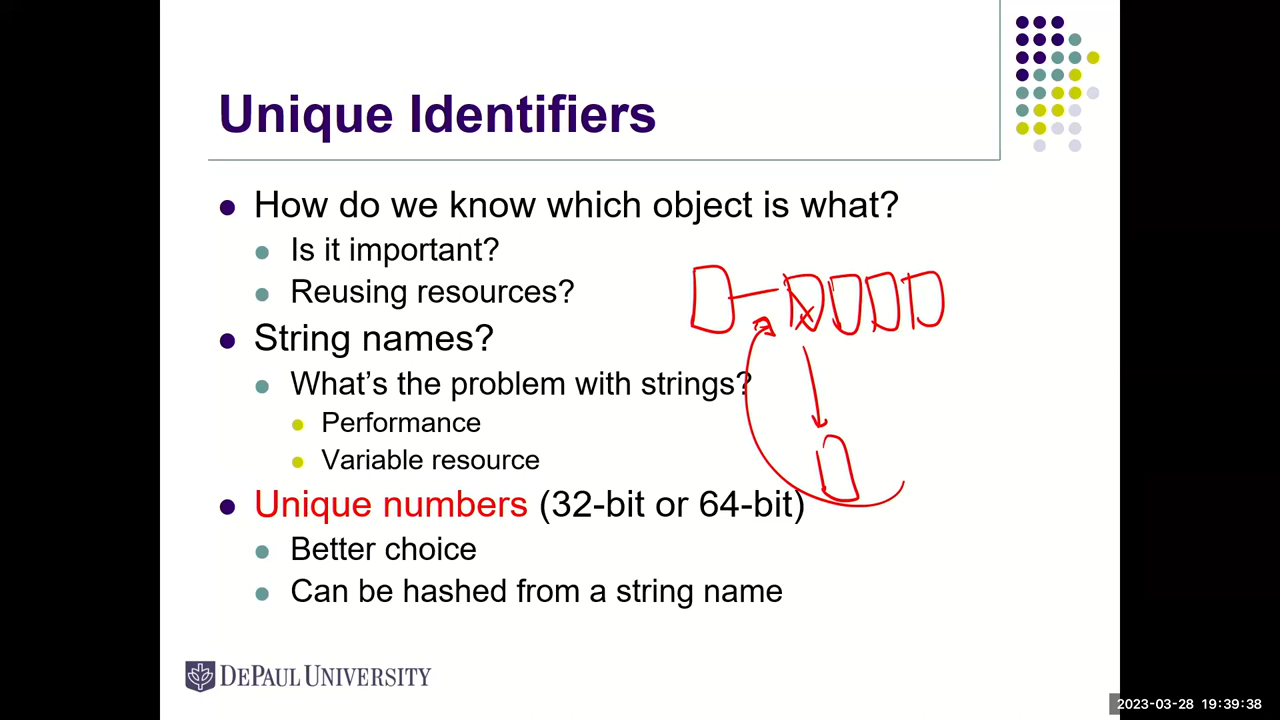 Unique Identifiers
How do we know which object is what?
Is it important?
Reusing resources?
String names?
What's the problem with strings?
Performance
Variable resource
Unique numbers (32-bit or 64-bit)
Better choice
Can be hashed from a string name
DEPAUL UNIVERSITY
2023-03-28 19:39:38